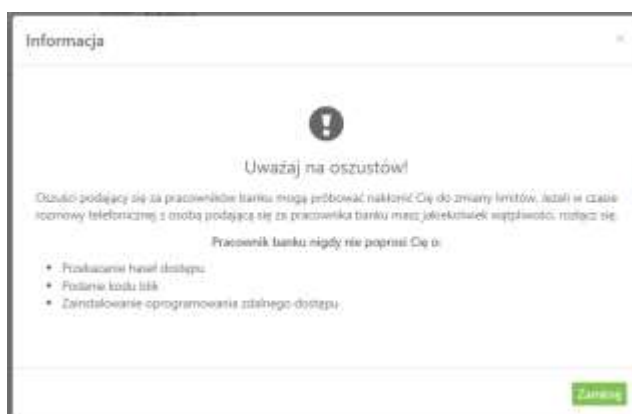 Informacja
×
Uważaj na oszustów!
Oszuści podający się za pracowników banku mogą próbować nakłonić Cię do zmiany limitów. Jeżeli w czasie
rozmowy telefonicznej z osobą podającą się za pracownika banku masz jakiekolwiek wątpliwości, rozłącz się.
Pracownik banku nigdy nie poprosi Cię o:
• Przekazanie haseł dostępu
• Podanie kodu blik
• Zainstalowanie oprogramowania zdalnego dostępu
Zamknij